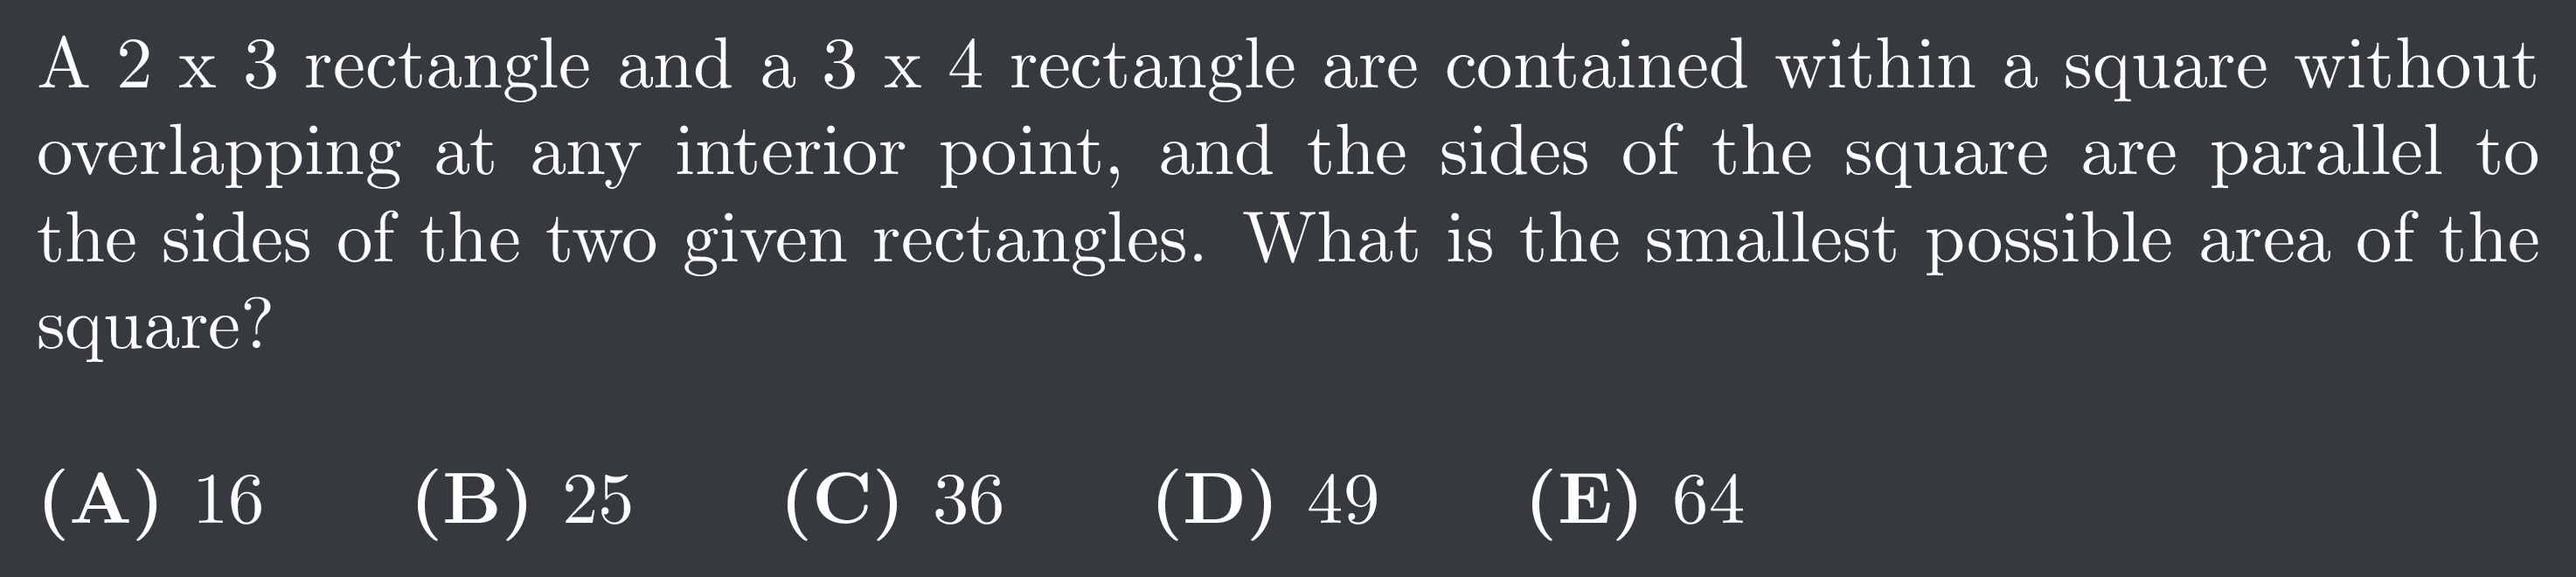 A 2 x 3 rectangle and a 3 x 4 rectangle are contained within a square without
overlapping at any interior point, and the sides of the square are parallel to
the sides of the two given rectangles. What is the smallest possible area of the
square?
(A) 16 (B) 25 (C) 36 (D) 49 (E) 64